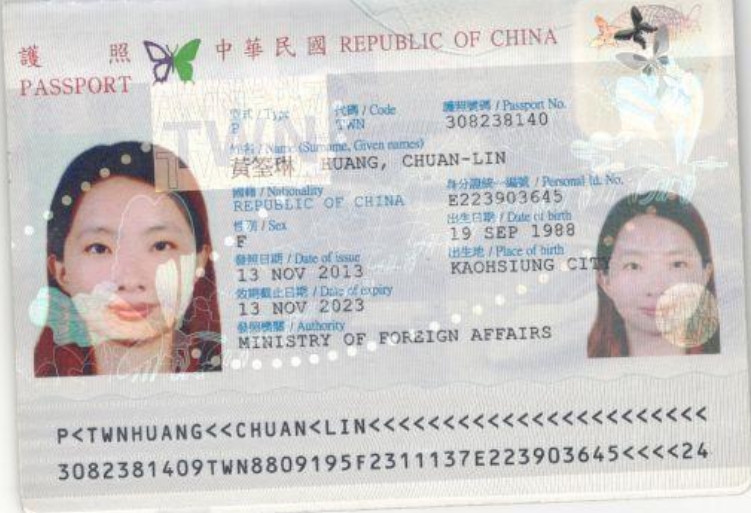 護 照 中華民國 REPUBLIC OF CHINA
PASSPORT
型式 / Type 代碼 / Code 護照號碼 / Passport No.
P TWN 308238140
姓名 / Name (Surname, Given names)
黃筌琳 HUANG, CHUAN-LIN
國籍 / Nationality 身分證統一編號 / Personal Id. No.
REPUBLIC OF CHINA E223903645
性別 / Sex 出生日期 / Date of birth
F 19 SEP 1988
發照日期 / Date of issue 出生地 / Place of birth
13 NOV 2013 KAOHSIUNG CITY
效期截止日期 / Date of expiry
13 NOV 2023
發照機關 / Authority
MINISTRY OF FOREIGN AFFAIRS
P<TWNHUANG<<CHUAN<LIN<<<<<<<<<<<<<<<<<<<<<<<
3082381409TWN8809195F2311137E223903645<<<<24